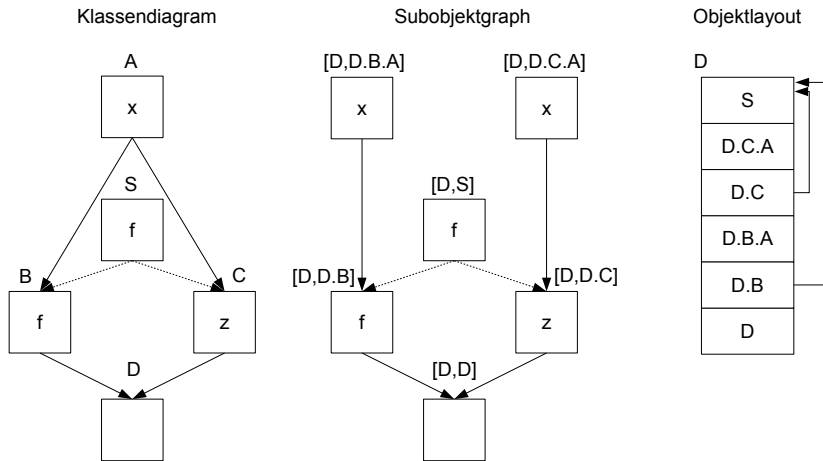 Klassendiagram Subobjektgraph Objektlayout
A [D,D.B.A] [D,D.C.A] D
x x x S
D.C.A
S [D,S]
f f D.C
D.B.A
B C [D,D.B] [D,D.C]
f z f z D.B
D [D,D] D